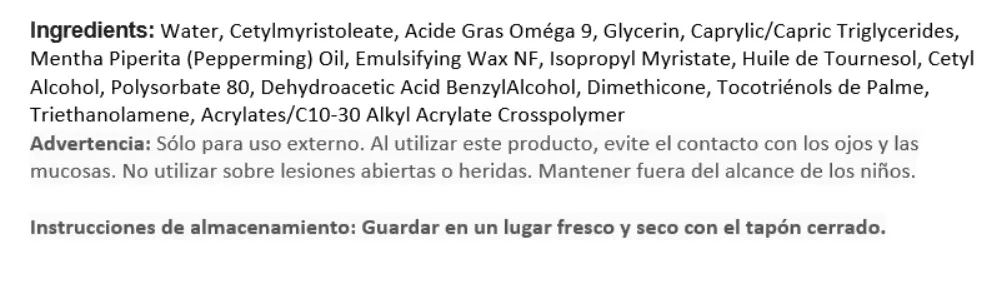 Ingredients: Water, Cetylmyristoleate, Acide Gras Oméga 9, Glycerin, Caprylic/Capric Triglycerides,
Mentha Piperita (Pepperming) Oil, Emulsifying Wax NF, Isopropyl Myristate, Huile de Tournesol, Cetyl
Alcohol, Polysorbate 80, Dehydroacetic Acid BenzylAlcohol, Dimethicone, Tocotriénols de Palme,
Triethanolamene, Acrylates/C10-30 Alkyl Acrylate Crosspolymer
Advertencia: Sólo para uso externo. Al utilizar este producto, evite el contacto con los ojos y las
mucosas. No utilizar sobre lesiones abiertas o heridas. Mantener fuera del alcance de los niños.
Instrucciones de almacenamiento: Guardar en un lugar fresco y seco con el tapón cerrado.